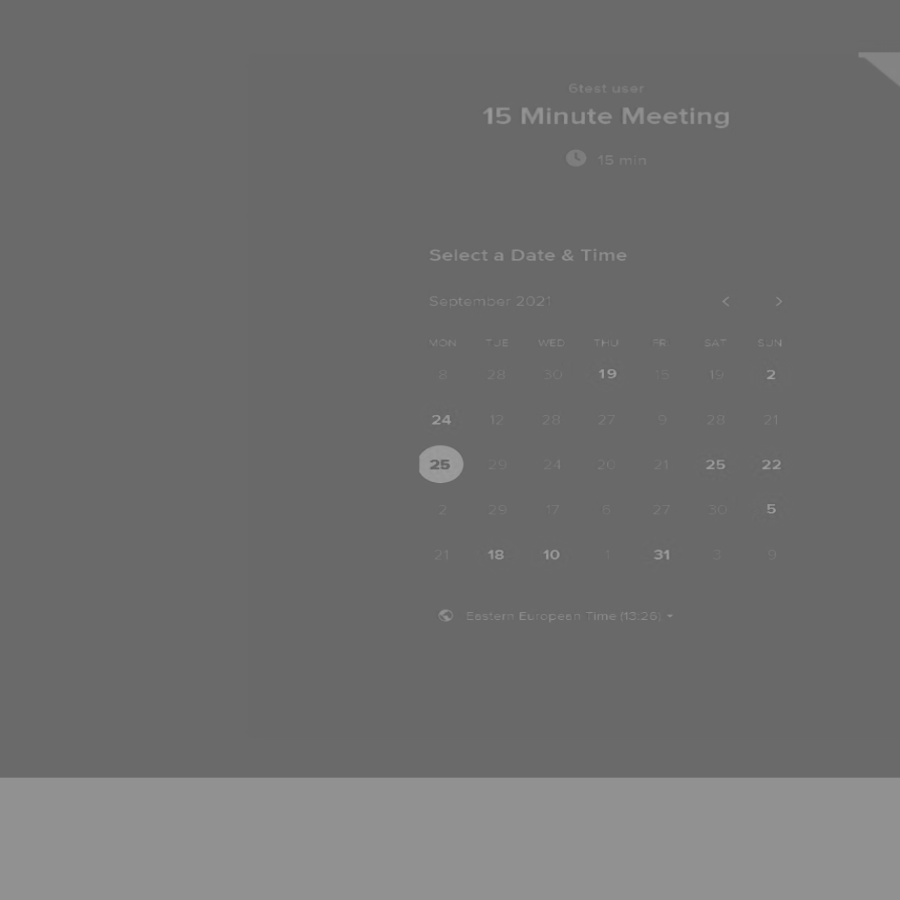 6test user
15 Minute Meeting
15 min
Select a Date & Time
September 2021
MON TUE WED THU FRI SAT SUN
8 28 30 19 15 19 2
24 12 28 27 9 28 21
25 29 24 20 21 25 22
2 29 17 6 27 30 5
21 18 10 1 31 3 9
Eastern European Time (13:26)